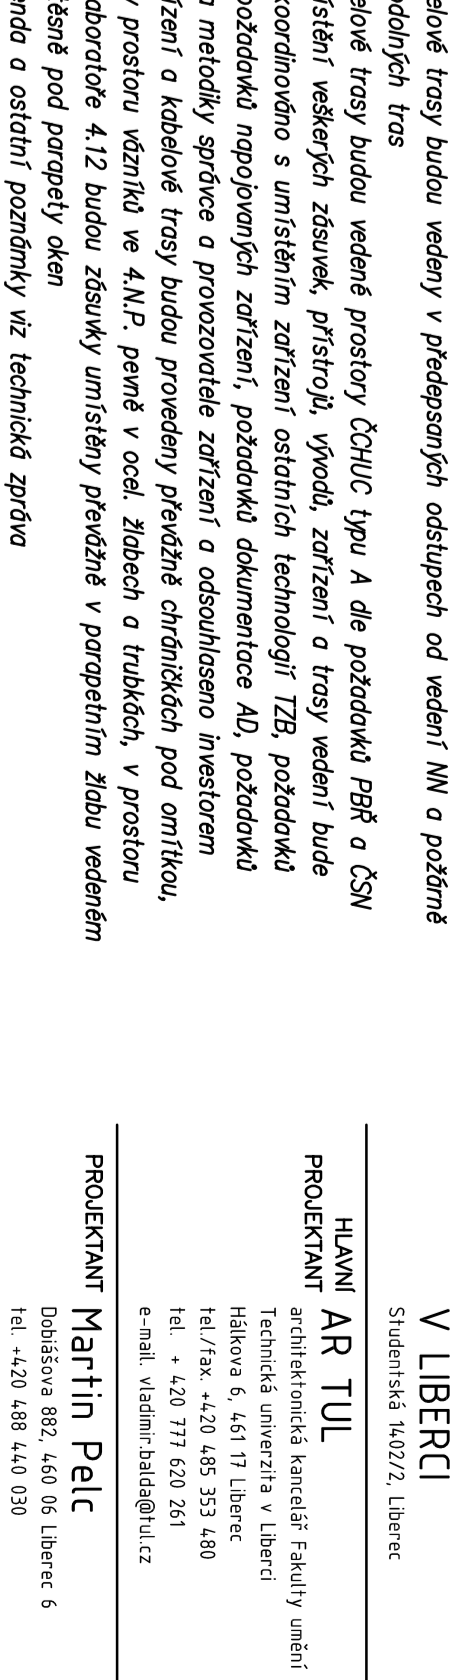 elové trasy budou vedeny v předepsaných odstupech od vedení NN a požárně
odolných tras
elové trasy budou vedené prostory ČCHUC typu A dle požadavků PBŘ a ČSN
ístění veškerých zásuvek, přístrojů, vývodů, zařízení a trasy vedení bude
koordinováno s umístěním zařízení ostatních technologií TZB, požadavků
požadavků napojovaných zařízení, požadavků dokumentace AD, požadavků
a metodiky správce a provozovatele zařízení a odsouhlaseno investorem
ízení a kabelové trasy budou provedeny převážně chráničkách pod omítkou,
v prostoru vázníků ve 4.N.P. pevně v ocel. žlabech a trubkách, v prostoru
laboratoře 4.12 budou zásuvky umístěny převážně v parapetním žlabu vedeném
těsně pod parapety oken
enda a ostatní poznámky viz technická zpráva
V LIBERCI
Studentská 1402/2, Liberec
HLAVNÍ
PROJEKTANT
AR TUL
architektonická kancelář Fakulty umění
Technická univerzita v Liberci
Hálkova 6, 461 17 Liberec
tel./fax. +420 485 353 480
tel. + 420 777 620 261
e-mail. vladimir.balda@tul.cz
PROJEKTANT Martin Pelc
Dobiášova 882, 460 06 Liberec 6
tel. +420 488 440 030